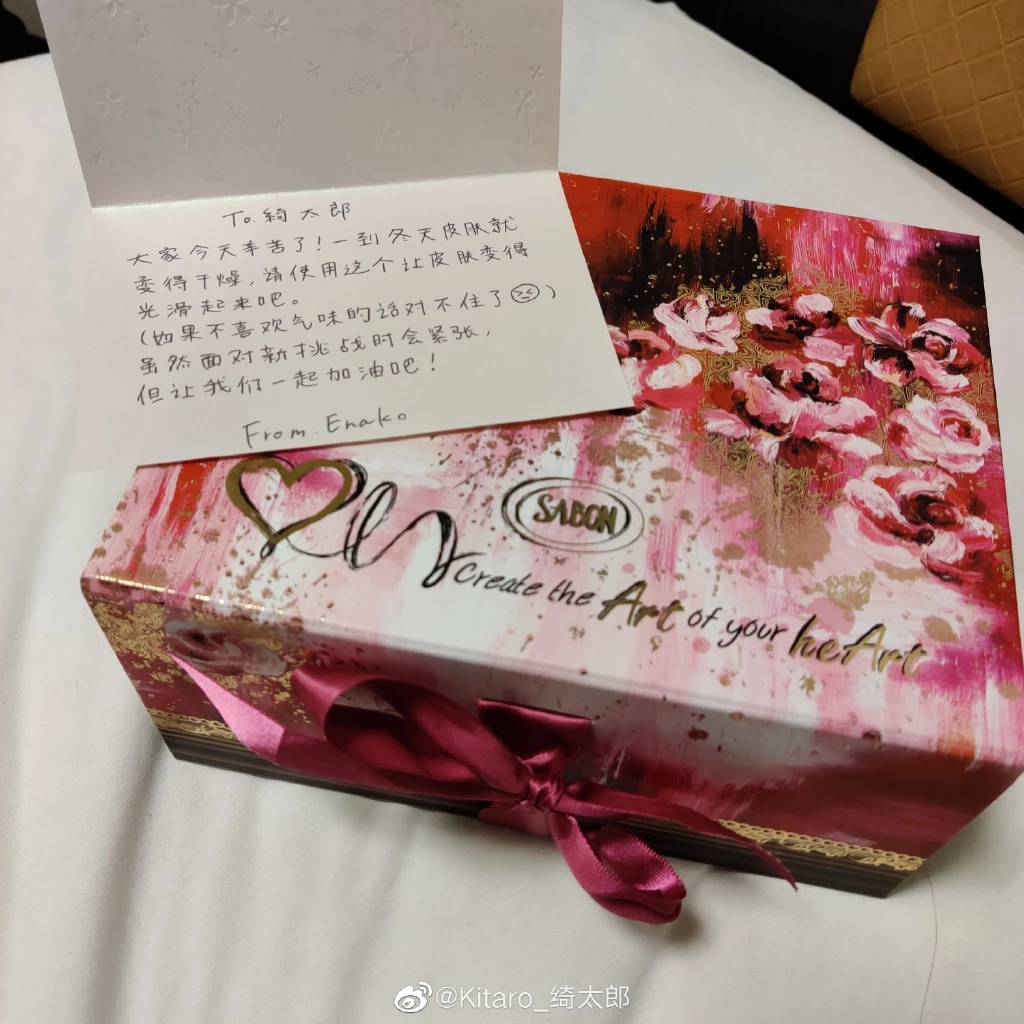 To. 绮太郎
大家今天辛苦了!一到冬天皮肤就
变得干燥,请使用这个让皮肤变得
光滑起来吧。
(如果不喜欢气味的话对不住了)
虽然面对新挑战时会紧张,
但让我们一起加油吧!
From. Enako
SABON
Create the Art of your heArt
@Kitaro_绮太郎